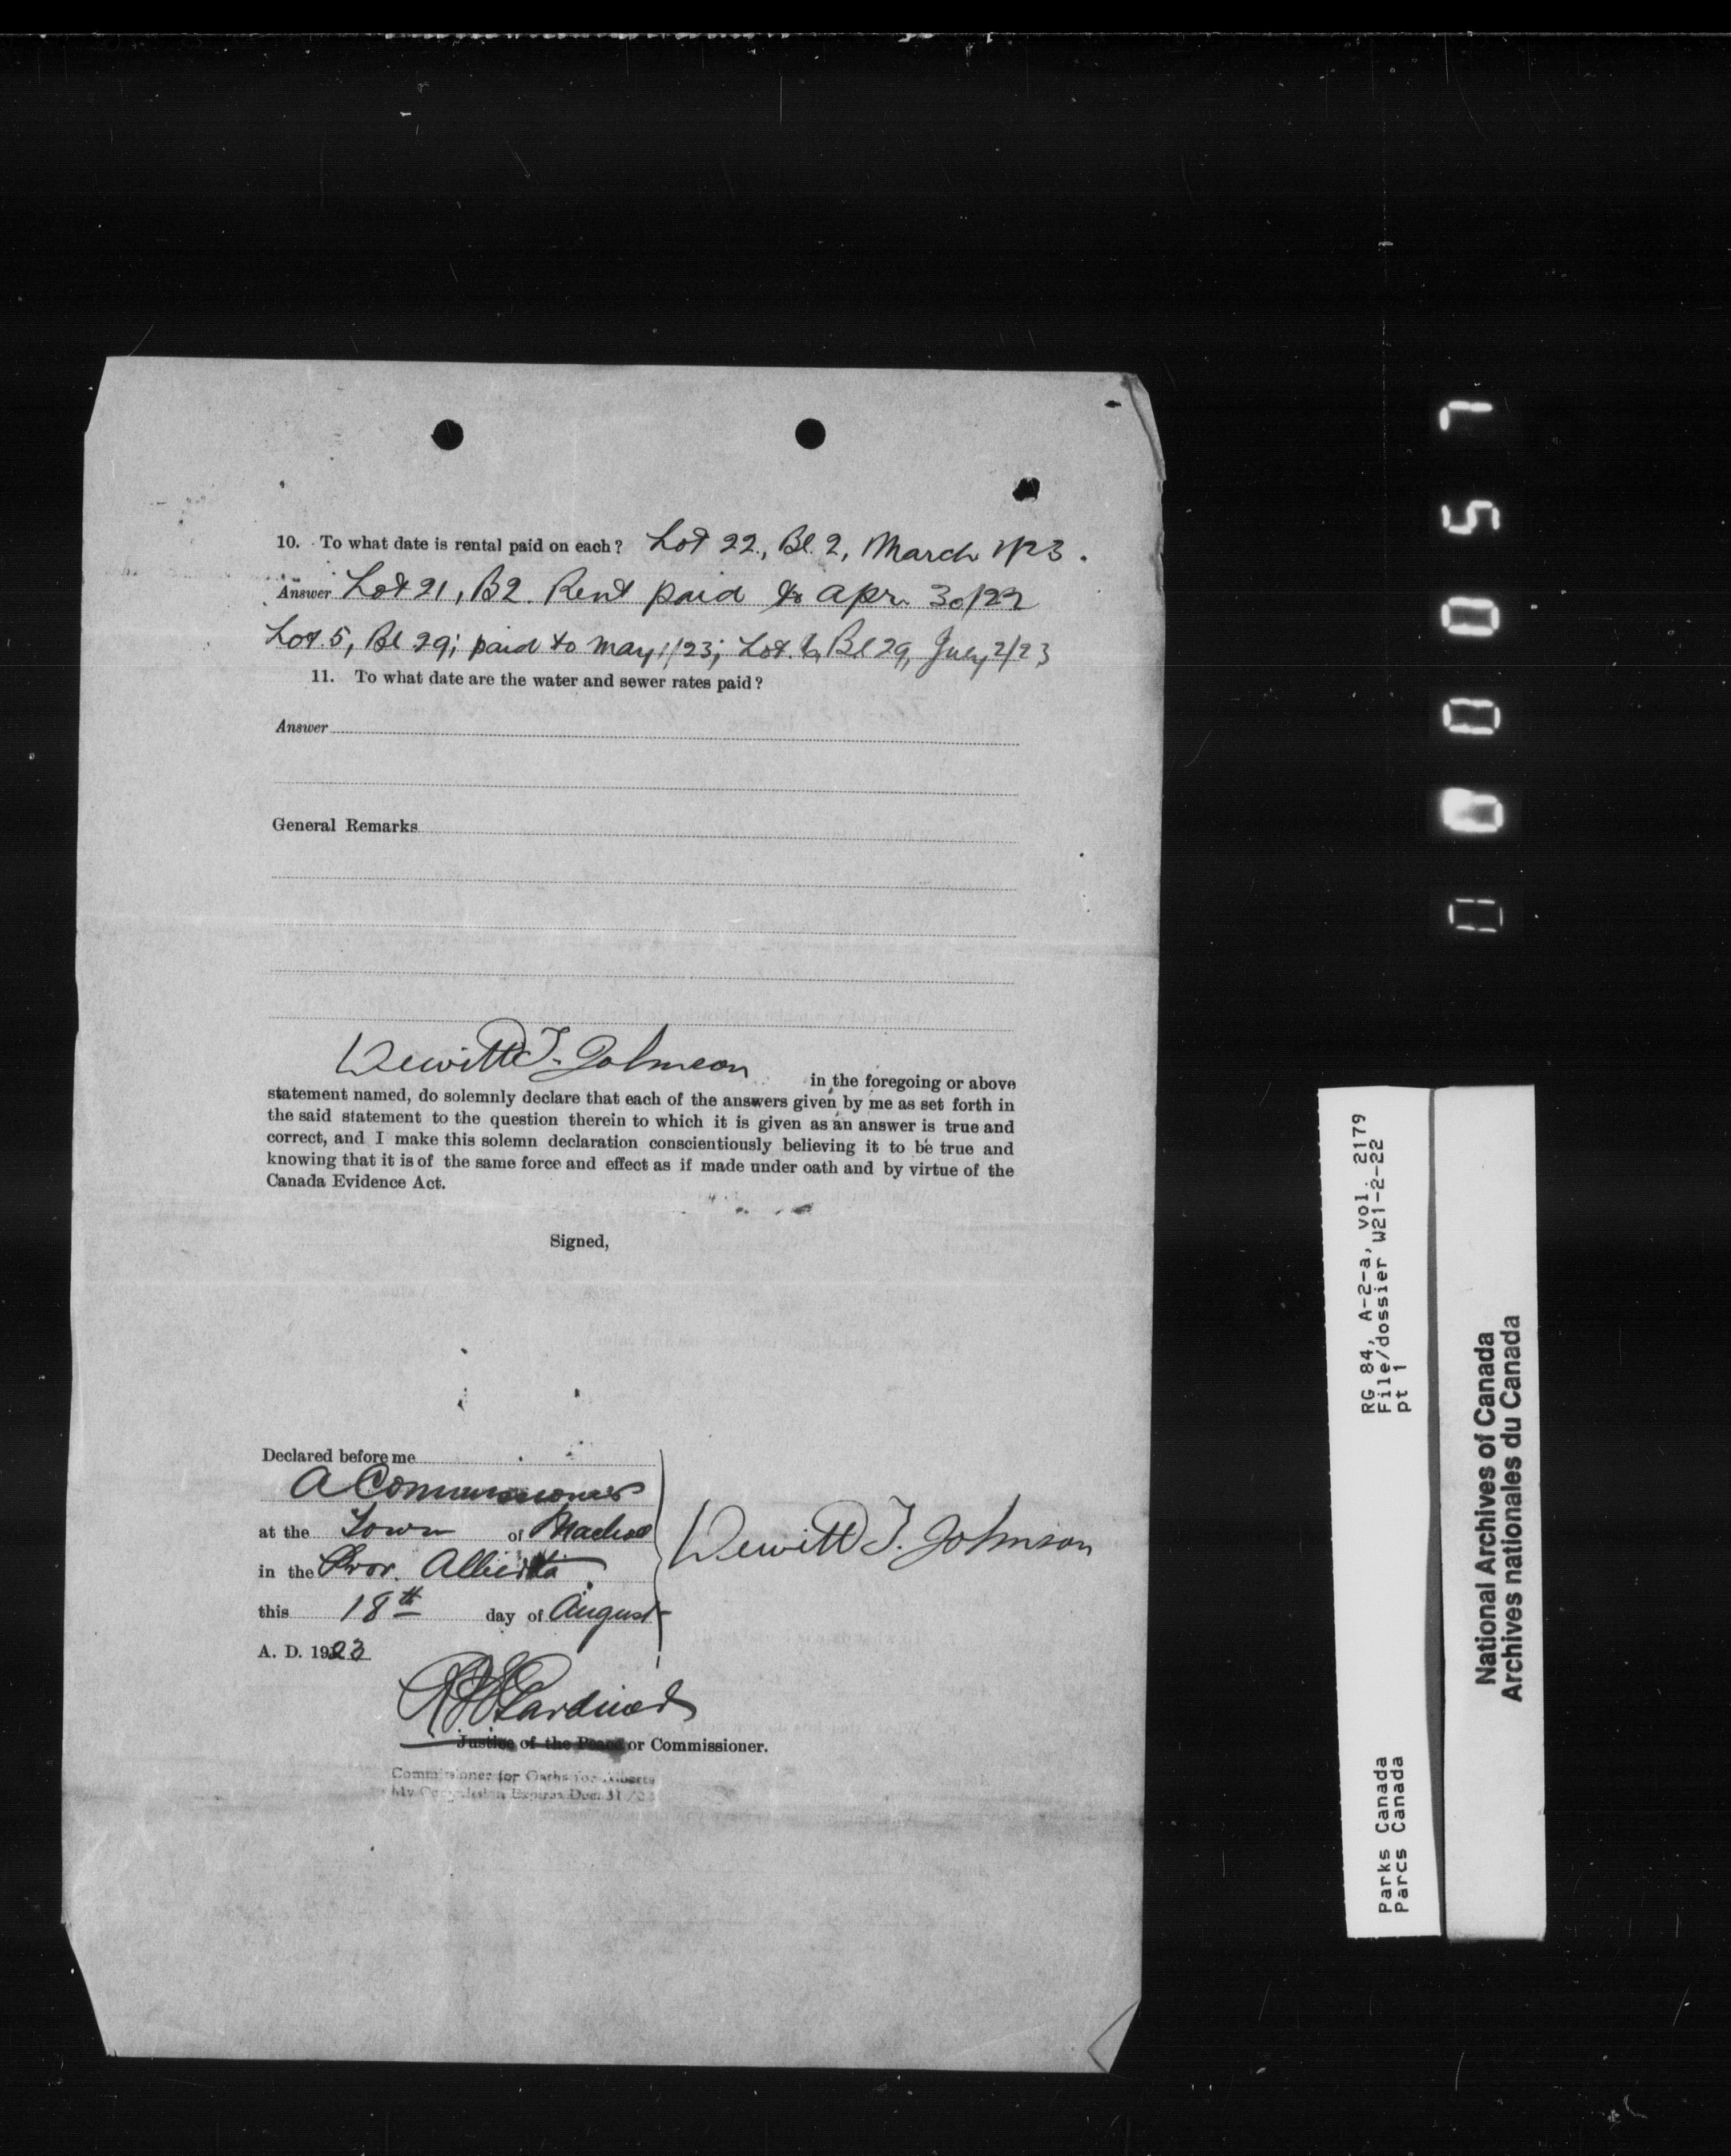 10. To what date is rental paid on each? Lot 22, Bl. 2, March 1/23.
Answer Lot 21, B2. Rent paid to Apr. 30/22
Lot. 5, Bl 29; paid to May 1/23; Lot. 6, Bl 29, July 2/23
11. To what date are the water and sewer rates paid?
Answer
General Remarks
Dewitt T. Johnson in the foregoing or above
statement named, do solemnly declare that each of the answers given by me as set forth in
the said statement to the question therein to which it is given as an answer is true and
correct, and I make this solemn declaration conscientiously believing it to be true and
knowing that it is of the same force and effect as if made under oath and by virtue of the
Canada Evidence Act.
Signed,
Declared before me
A Commissioner
at the Town of Macleod
in the Prov. Alberta
this 18th day of August
A. D. 1923
Dewitt T. Johnson
Gardiner
Justice of the Peace or Commissioner.
Commissioner for Oaths for Alberta
My Commission Expires Dec. 31/23
RG 84, A-2-a, vol. 2179
File/dossier W21-2-22
pt 1
Parks Canada
Parcs Canada
National Archives of Canada
Archives nationales du Canada